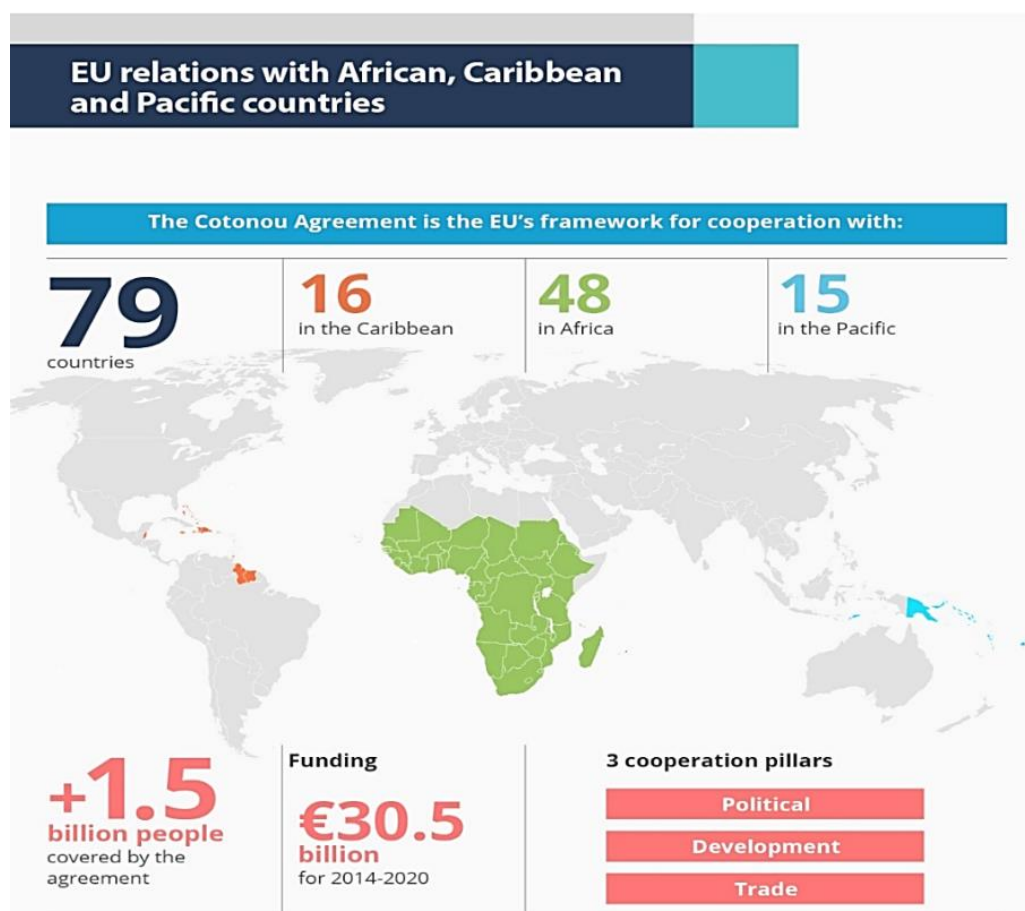 EU relations with African, Caribbean
and Pacific countries
The Cotonou Agreement is the EU’s framework for cooperation with:
79
countries
16
in the Caribbean
48
in Africa
15
in the Pacific
+1.5
billion people
covered by the
agreement
Funding
€30.5
billion
for 2014-2020
3 cooperation pillars
Political
Development
Trade